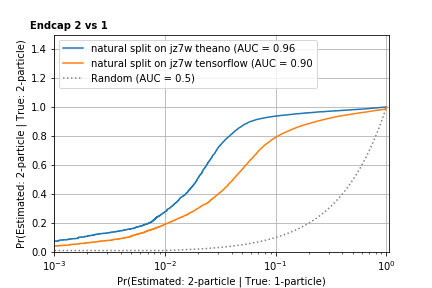 Endcap 2 vs 1
natural split on jz7w theano (AUC = 0.96
natural split on jz7w tensorflow (AUC = 0.90
Random (AUC = 0.5)
Pr(Estimated: 2-particle | True: 2-particle)
1.4
1.2
1.0
0.8
0.6
0.4
0.2
0.0
10⁻³
10⁻²
10⁻¹
10⁰
Pr(Estimated: 2-particle | True: 1-particle)